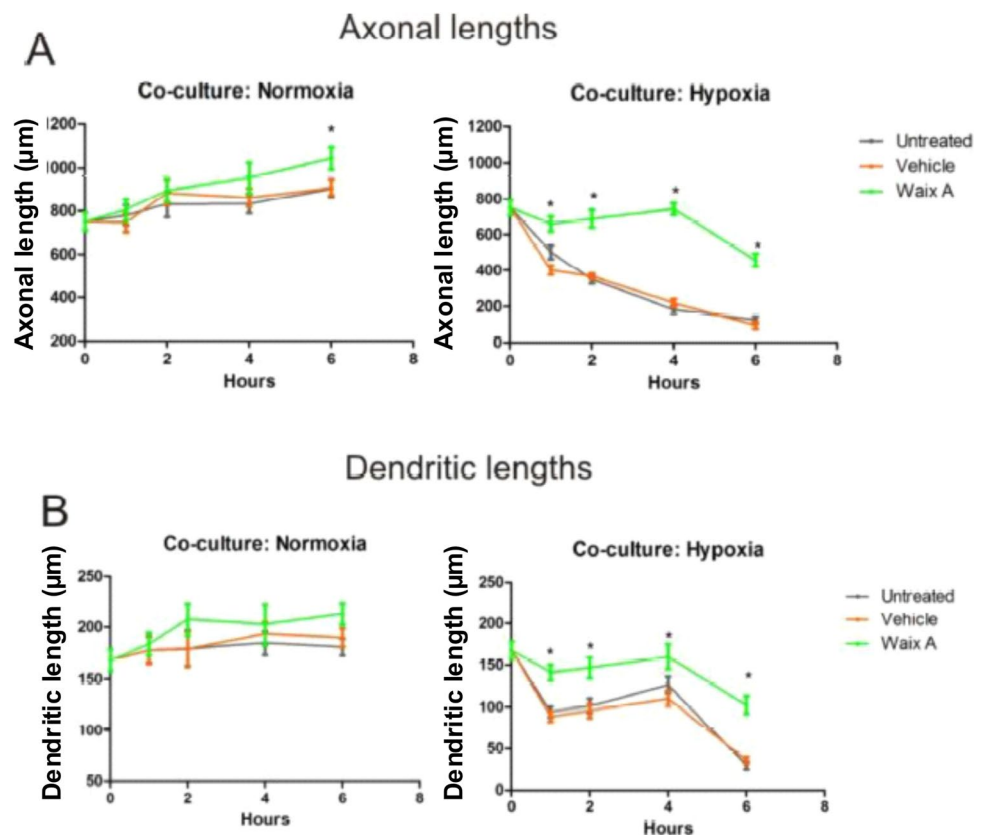 Axonal lengths
A
Co-culture: Normoxia
Axonal length (µm)
1200
1000
800
600
400
200
0 2 4 6 8
Hours
*
Co-culture: Hypoxia
Axonal length (µm)
1200
1000
800
600
400
200
0
0 2 4 6 8
Hours
* * * *
Untreated
Vehicle
Waix A
Dendritic lengths
B
Co-culture: Normoxia
Dendritic length (µm)
250
200
150
100
50
0 2 4 6 8
Hours
Co-culture: Hypoxia
Dendritic length (µm)
250
200
150
100
50
0
0 2 4 6 8
Hours
* * * *
Untreated
Vehicle
Waix A